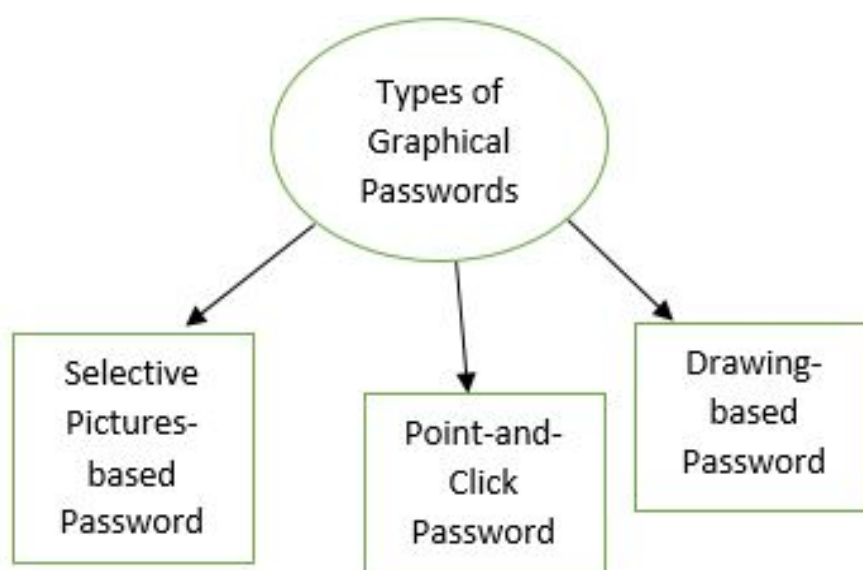 Types of
Graphical
Passwords
Selective
Pictures-
based
Password
Point-and-
Click
Password
Drawing-
based
Password